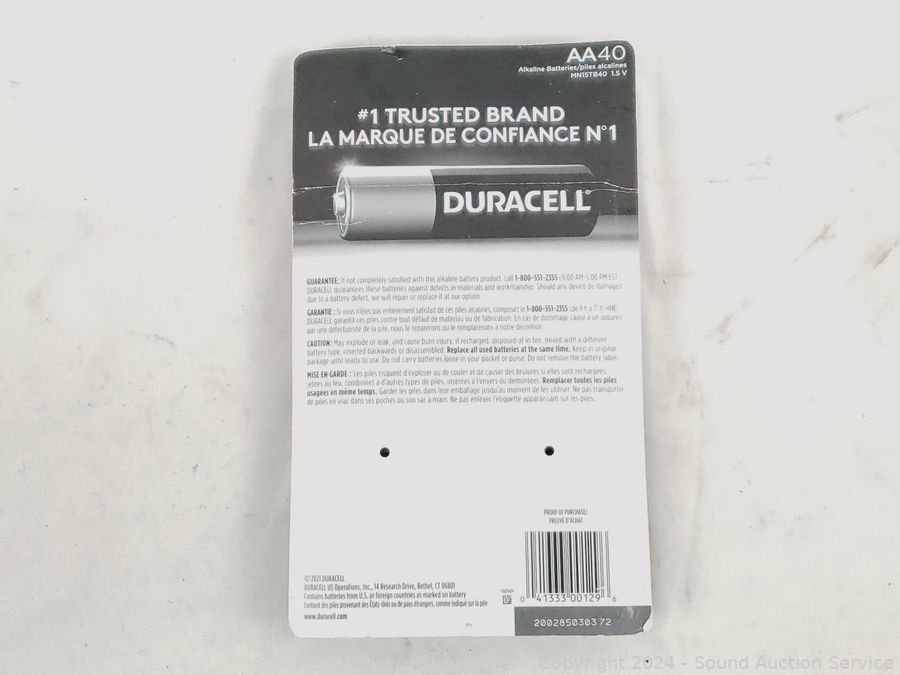 AA40
Alkaline Batteries/piles alcalines
MN15TB40 1.5 V
#1 TRUSTED BRAND
LA MARQUE DE CONFIANCE N°1
DURACELL®
GUARANTEE: If not completely satisfied with this alkaline battery product, call 1-800-551-2355 (9:00 AM-5:00 PM EST).
DURACELL guarantees these batteries against defects in materials and workmanship. Should any device be damaged
due to a battery defect, we will repair or replace it at our option.
GARANTIE : Si vous n'êtes pas entièrement satisfait de ces piles alcalines, composez le 1-800-551-2355 (de 9 h à 17 h, HNE).
DURACELL garantit ces piles contre tout défaut de matériau ou de fabrication. En cas de dommage causé à un appareil
par une défectuosité de la pile, nous le réparerons ou le remplacerons à notre discrétion.
CAUTION: May explode or leak, and cause burn injury, if recharged, disposed of in fire, mixed with a different
battery type, inserted backwards or disassembled. Replace all used batteries at the same time. Keep in original
package until ready to use. Do not carry batteries loose in your pocket or purse. Do not remove the battery label.
MISE EN GARDE : Les piles risquent d'exploser ou de couler et de causer des brûlures si elles sont rechargées,
jetées au feu, combinées à d'autres types de piles, insérées à l'envers ou démontées. Remplacer toutes les piles
usagées en même temps. Garder les piles dans leur emballage jusqu'au moment de les utiliser. Ne pas transporter
de piles en vrac dans ses poches ou son sac à main. Ne pas enlever l'étiquette apparaissant sur les piles.
PROOF OF PURCHASE/
PREUVE D'ACHAT
©2021 DURACELL
DURACELL US Operations, Inc., 14 Research Drive, Bethel, CT 06801
Contains batteries from U.S. or foreign countries as marked on battery
Contient des piles provenant des États-Unis ou de pays étrangers, comme indiqué sur la pile
www.duracell.com
0 41333 00129 6
20028503037 2
Copyright 2024 - Sound Auction Service